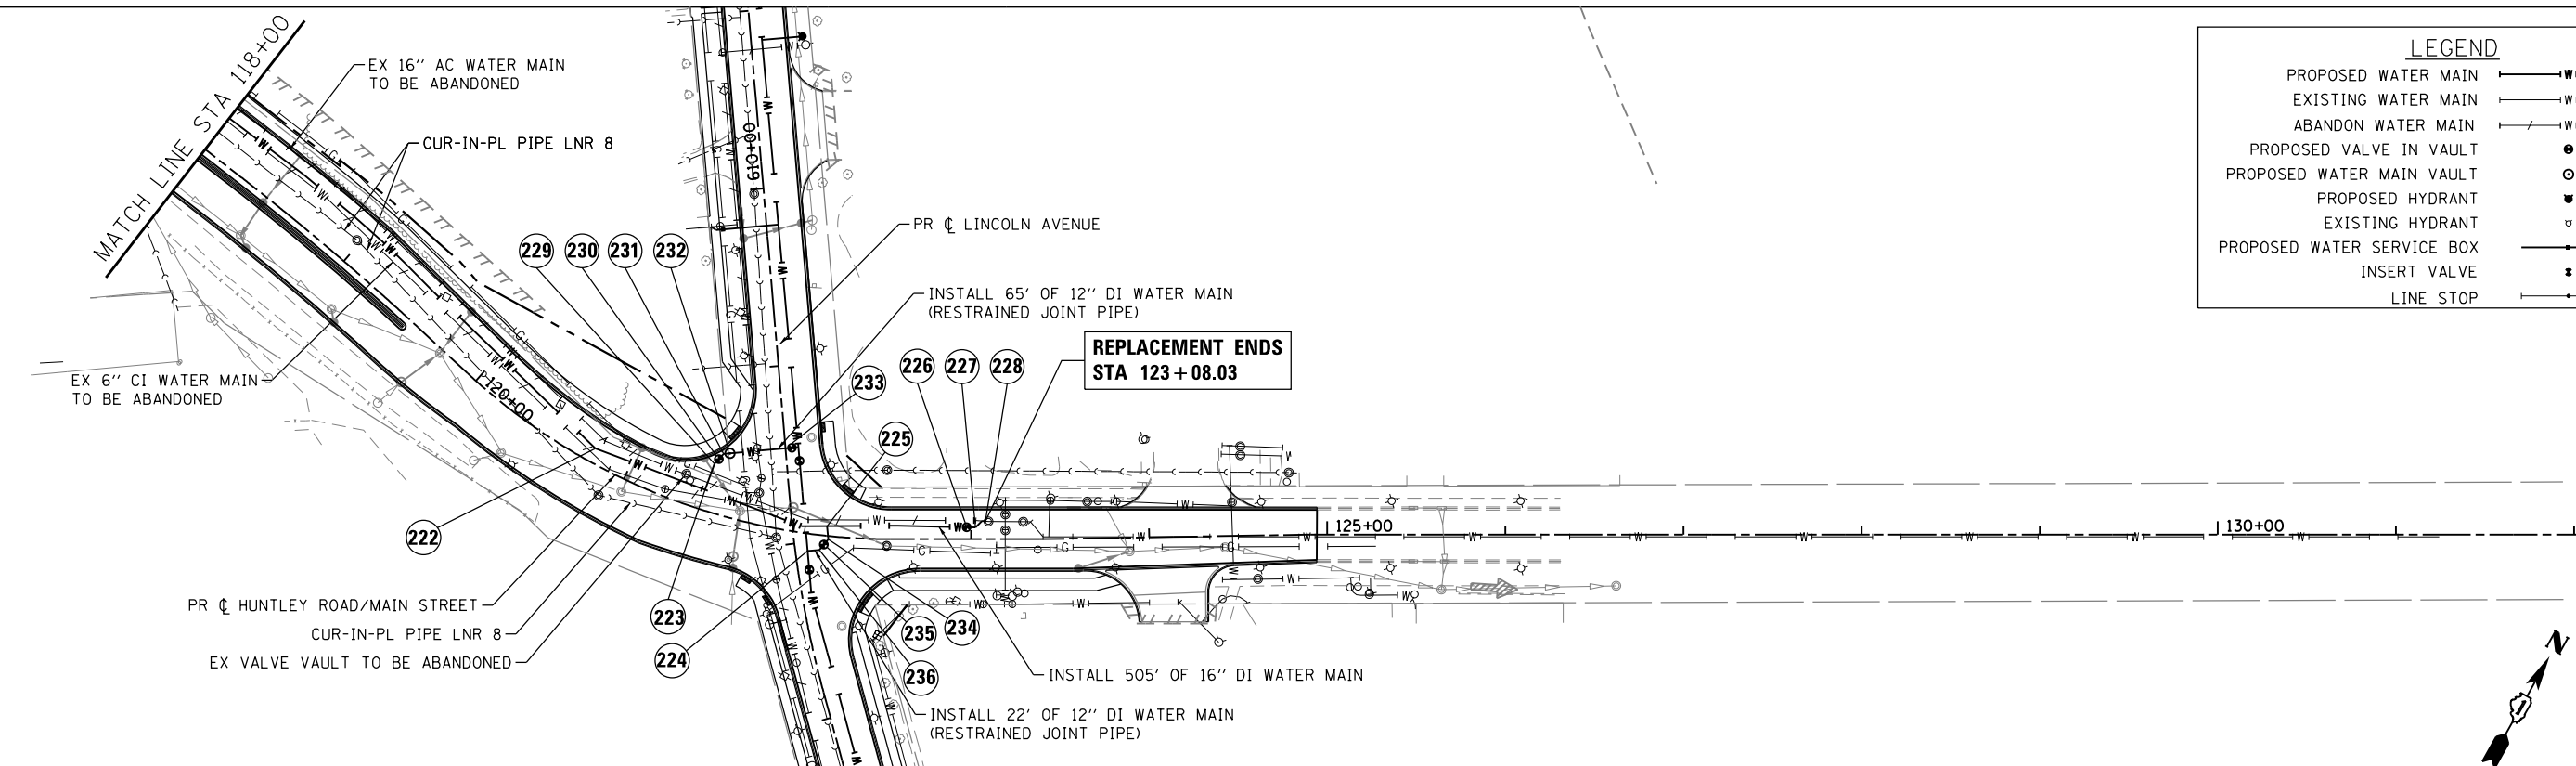 MATCH LINE STA 118+00
EX 16'' AC WATER MAIN
TO BE ABANDONED
CUR-IN-PL PIPE LNR 8
610+00
PR ℄ LINCOLN AVENUE
229 230 231 232
INSTALL 65' OF 12'' DI WATER MAIN
(RESTRAINED JOINT PIPE)
REPLACEMENT ENDS
STA 123+08.03
233
226 227 228
225
EX 6'' CI WATER MAIN
TO BE ABANDONED
120+00
222
125+00
130+00
PR ℄ HUNTLEY ROAD/MAIN STREET
CUR-IN-PL PIPE LNR 8
EX VALVE VAULT TO BE ABANDONED
223
224
235
234
236
INSTALL 505' OF 16'' DI WATER MAIN
INSTALL 22' OF 12'' DI WATER MAIN
(RESTRAINED JOINT PIPE)
LEGEND
PROPOSED WATER MAIN W
EXISTING WATER MAIN W
ABANDON WATER MAIN W
PROPOSED VALVE IN VAULT
PROPOSED WATER MAIN VAULT
PROPOSED HYDRANT
EXISTING HYDRANT
PROPOSED WATER SERVICE BOX
INSERT VALVE
LINE STOP
N